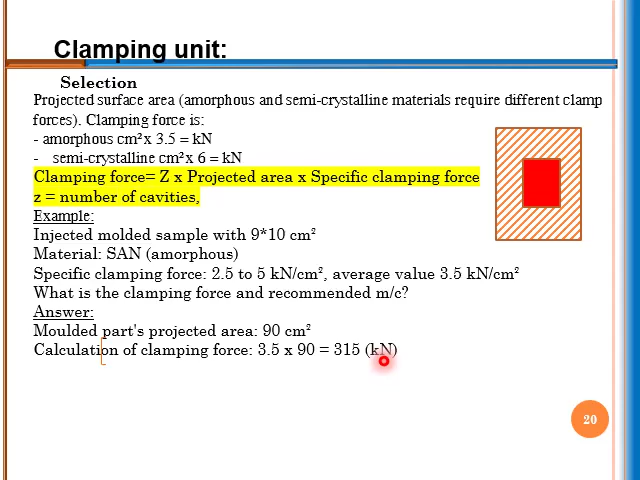 Clamping unit:
Selection
Projected surface area (amorphous and semi-crystalline materials require different clamp
forces). Clamping force is:
- amorphous cm² x 3.5 = kN
- semi-crystalline cm² x 6 = kN
Clamping force= Z x Projected area x Specific clamping force
z = number of cavities,
Example:
Injected molded sample with 9*10 cm²
Material: SAN (amorphous)
Specific clamping force: 2.5 to 5 kN/cm², average value 3.5 kN/cm²
What is the clamping force and recommended m/c?
Answer:
Moulded part's projected area: 90 cm²
Calculation of clamping force: 3.5 x 90 = 315 (kN)
20